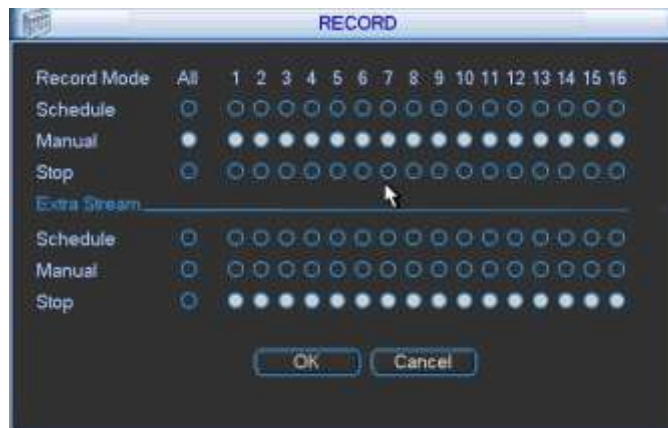 RECORD
Record Mode All 1 2 3 4 5 6 7 8 9 10 11 12 13 14 15 16
Schedule
Manual
Stop
Extra Stream
Schedule
Manual
Stop
OK Cancel